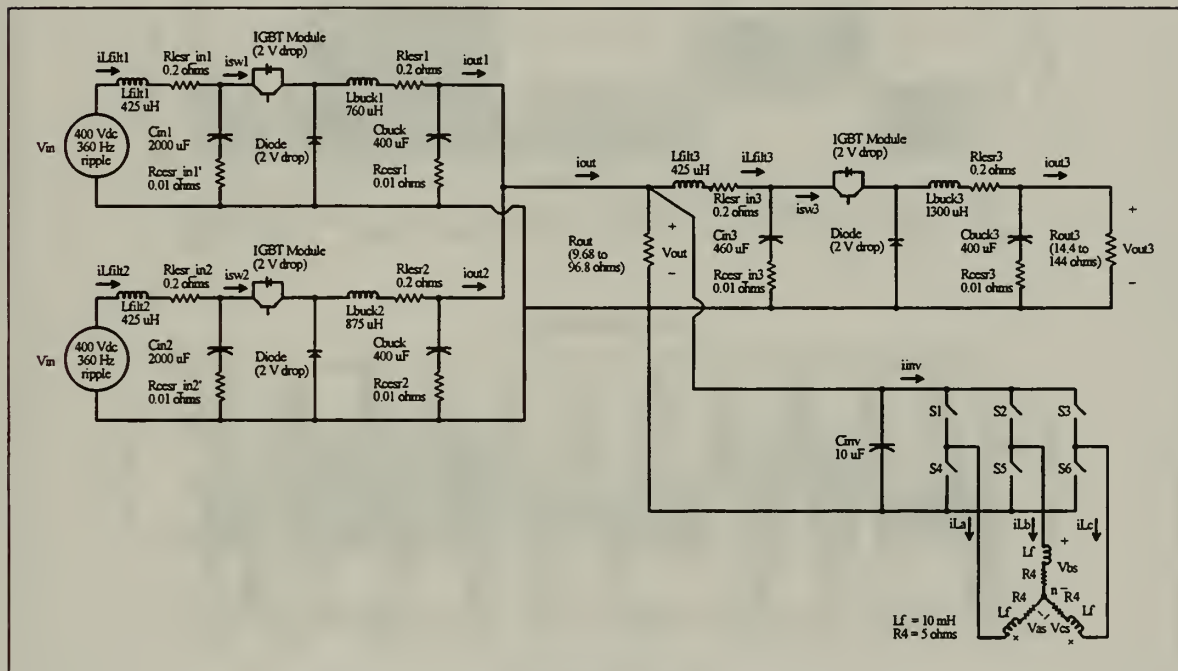 iLfilt1
Rlesr_in1
0.2 ohms
isw1
IGBT Module
(2 V drop)
Rlesr1
0.2 ohms
iout1
Lfilt1
425 uH
Lbuck1
760 uH
Vin
400 Vdc
360 Hz
ripple
Cin1
2000 uF
Diode
(2 V drop)
Cbuck
400 uF
Rcesr_in1'
0.01 ohms
Rcesr1
0.01 ohms
iLfilt2
Rlesr_in2
0.2 ohms
isw2
IGBT Module
(2 V drop)
Rlesr2
0.2 ohms
iout2
Lfilt2
425 uH
Lbuck2
875 uH
Vin
400 Vdc
360 Hz
ripple
Cin2
2000 uF
Diode
(2 V drop)
Cbuck
400 uF
Rcesr_in2'
0.01 ohms
Rcesr2
0.01 ohms
iout
Lfilt3
425 uH
iLfilt3
IGBT Module
(2 V drop)
Rlesr3
0.2 ohms
iout3
Rlesr_in3
0.2 ohms
isw3
Lbuck3
1300 uH
Rout
(9.68 to
96.8 ohms)
+
Vout
−
Cin3
460 uF
Diode
(2 V drop)
Cbuck3
400 uF
Rout3
(14.4 to
144 ohms)
+
Vout3
−
Rcesr_in3
0.01 ohms
Rcesr3
0.01 ohms
iinv
Cinv
10 uF
S1
S2
S3
S4
S5
S6
iLa
iLb
iLc
Lf
+
Vbs
R4
n −
R4
R4
Lf
Lf
Vas
Vcs
+
+
Lf = 10 mH
R4 = 5 ohms